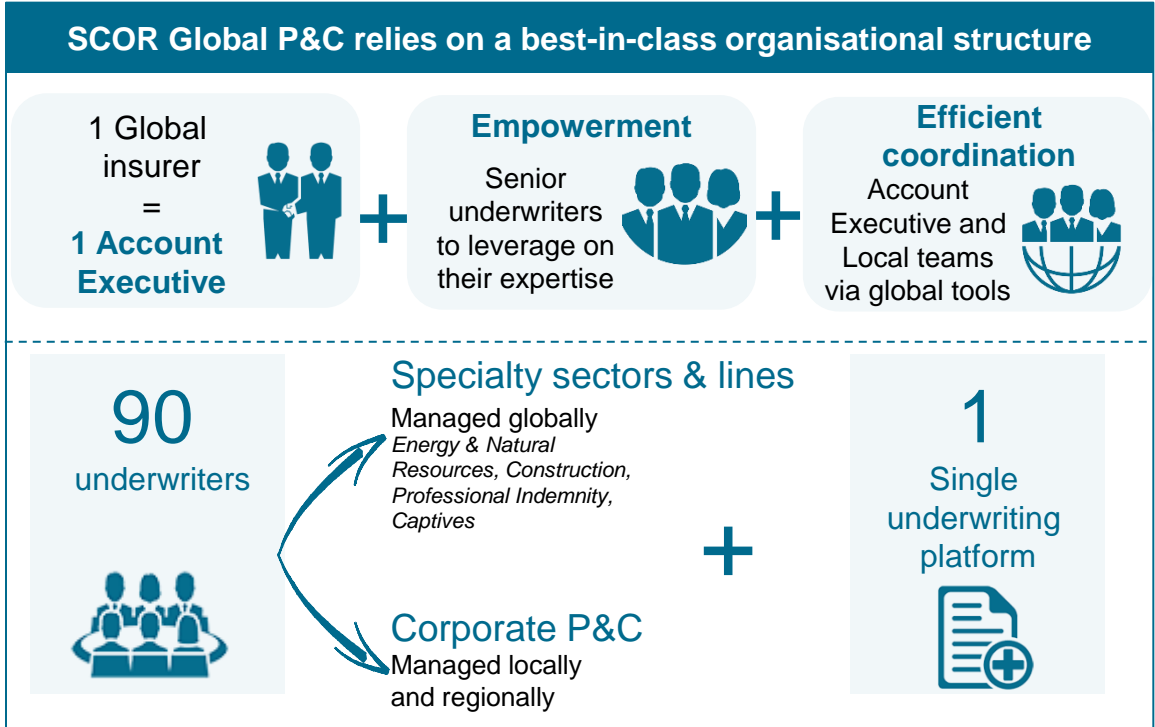 SCOR Global P&C relies on a best-in-class organisational structure
1 Global
insurer
=
1 Account
Executive
+
Empowerment
Senior
underwriters
to leverage on
their expertise
+
Efficient
coordination
Account
Executive and
Local teams
via global tools
90
underwriters
Specialty sectors & lines
Managed globally
Energy & Natural
Resources, Construction,
Professional Indemnity,
Captives
Corporate P&C
Managed locally
and regionally
+
1
Single
underwriting
platform